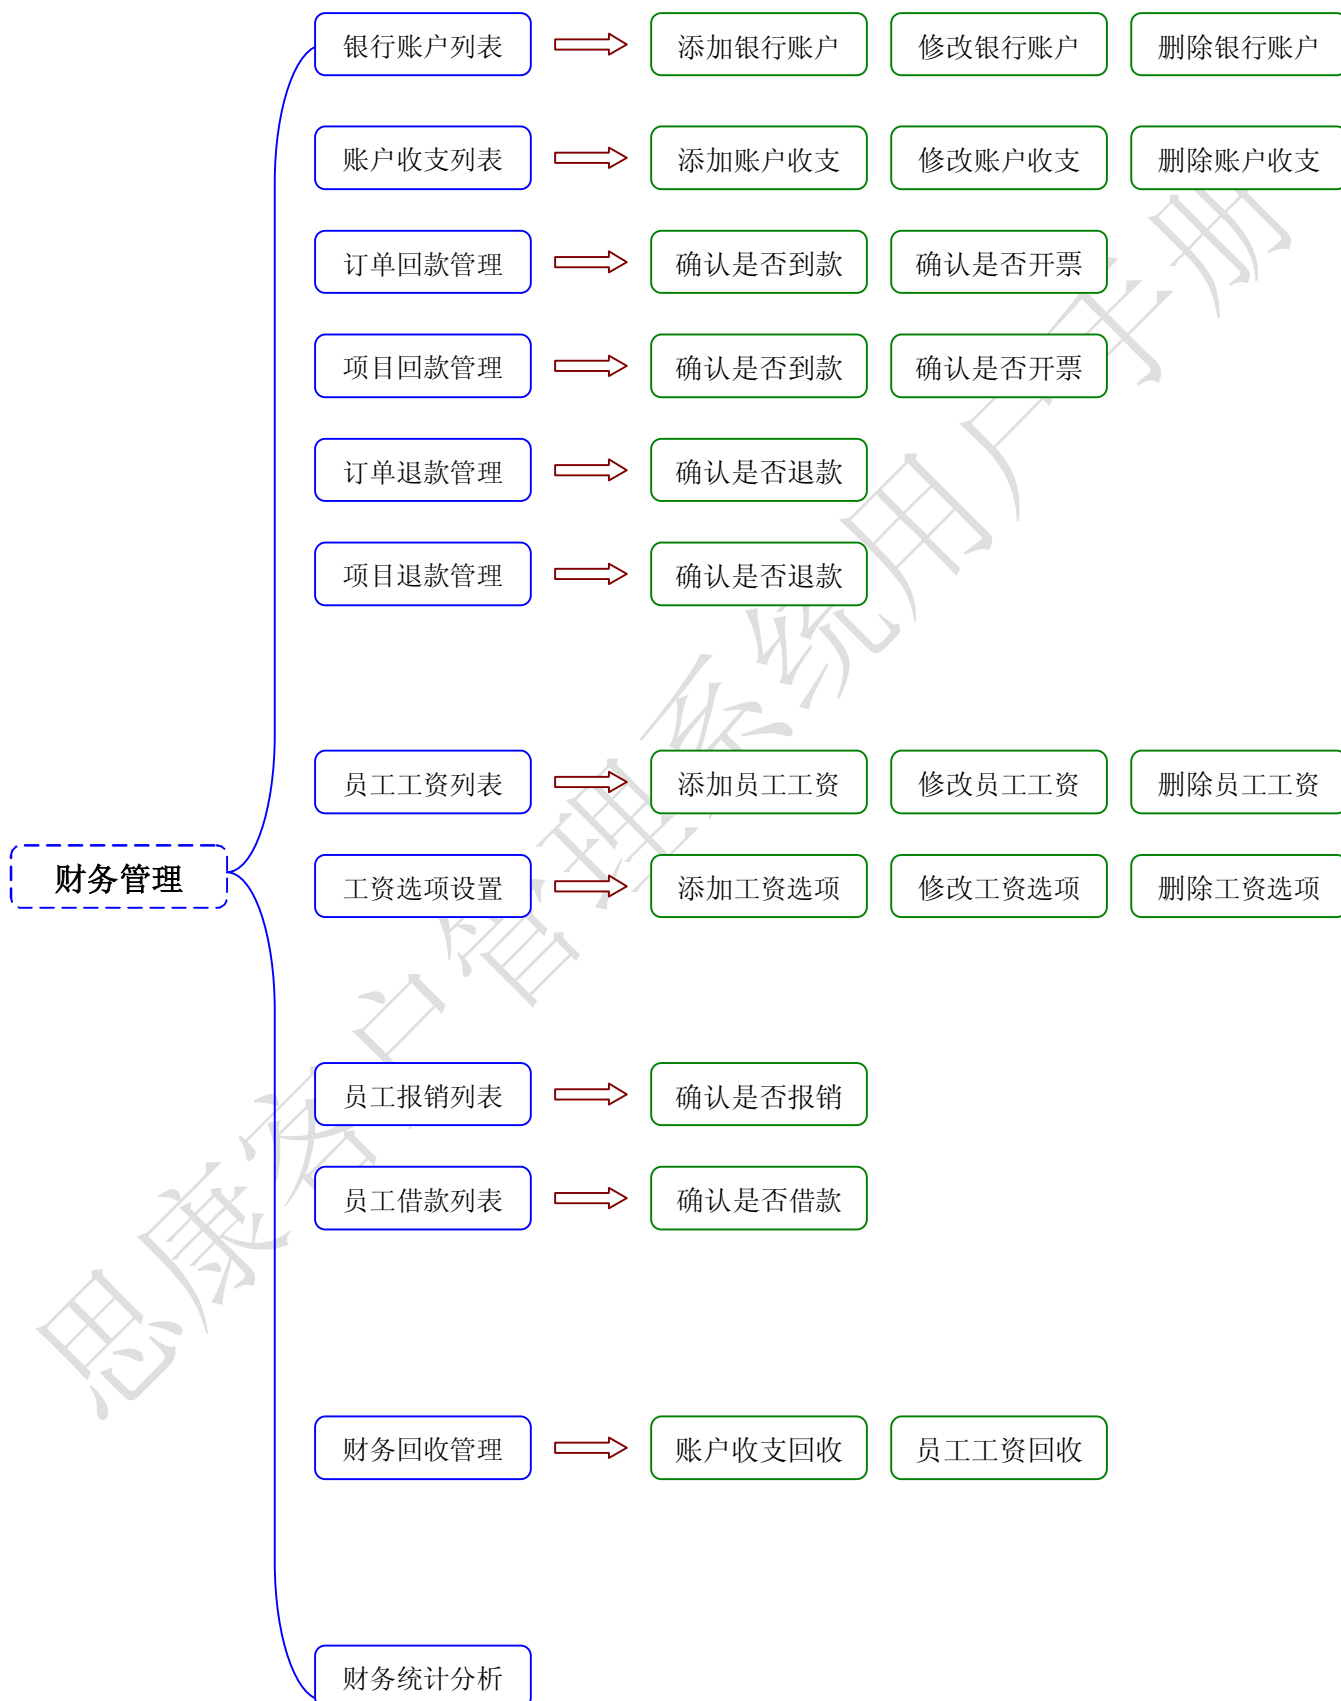 银行账户列表 添加银行账户 修改银行账户 删除银行账户
账户收支列表 添加账户收支 修改账户收支 删除账户收支
订单回款管理 确认是否到款 确认是否开票
项目回款管理 确认是否到款 确认是否开票
订单退款管理 确认是否退款
项目退款管理 确认是否退款
员工工资列表 添加员工工资 修改员工工资 删除员工工资
财务管理
工资选项设置 添加工资选项 修改工资选项 删除工资选项
员工报销列表 确认是否报销
员工借款列表 确认是否借款
财务回收管理 账户收支回收 员工工资回收
财务统计分析
思康客户管理系统用户手册